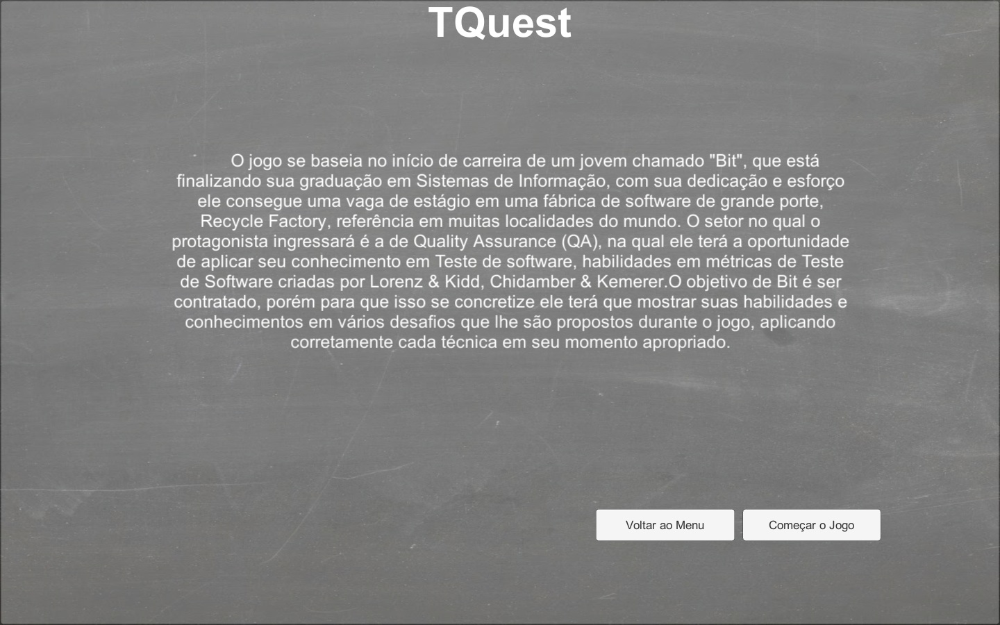 TQuest
O jogo se baseia no início de carreira de um jovem chamado "Bit", que está
finalizando sua graduação em Sistemas de Informação, com sua dedicação e esforço
ele consegue uma vaga de estágio em uma fábrica de software de grande porte,
Recycle Factory, referência em muitas localidades do mundo. O setor no qual o
protagonista ingressará é a de Quality Assurance (QA), na qual ele terá a oportunidade
de aplicar seu conhecimento em Teste de software, habilidades em métricas de Teste
de Software criadas por Lorenz & Kidd, Chidamber & Kemerer.O objetivo de Bit é ser
contratado, porém para que isso se concretize ele terá que mostrar suas habilidades e
conhecimentos em vários desafios que lhe são propostos durante o jogo, aplicando
corretamente cada técnica em seu momento apropriado.
Voltar ao Menu
Começar o Jogo